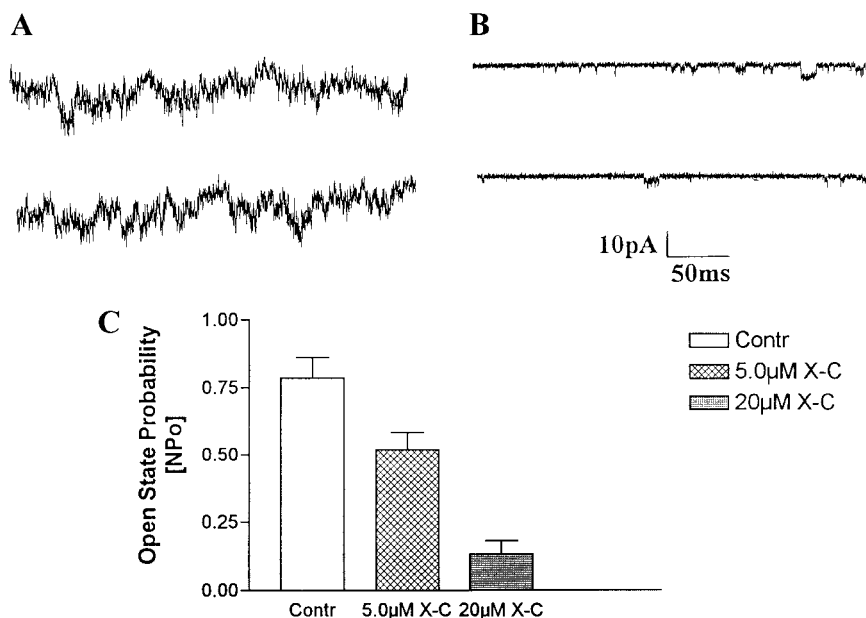 A
B
10pA
50ms
C
Open State Probability
[NPo]
1.00
0.75
0.50
0.25
0.00
Contr
5.0µM X-C
20µM X-C
Contr
5.0µM X-C
20µM X-C